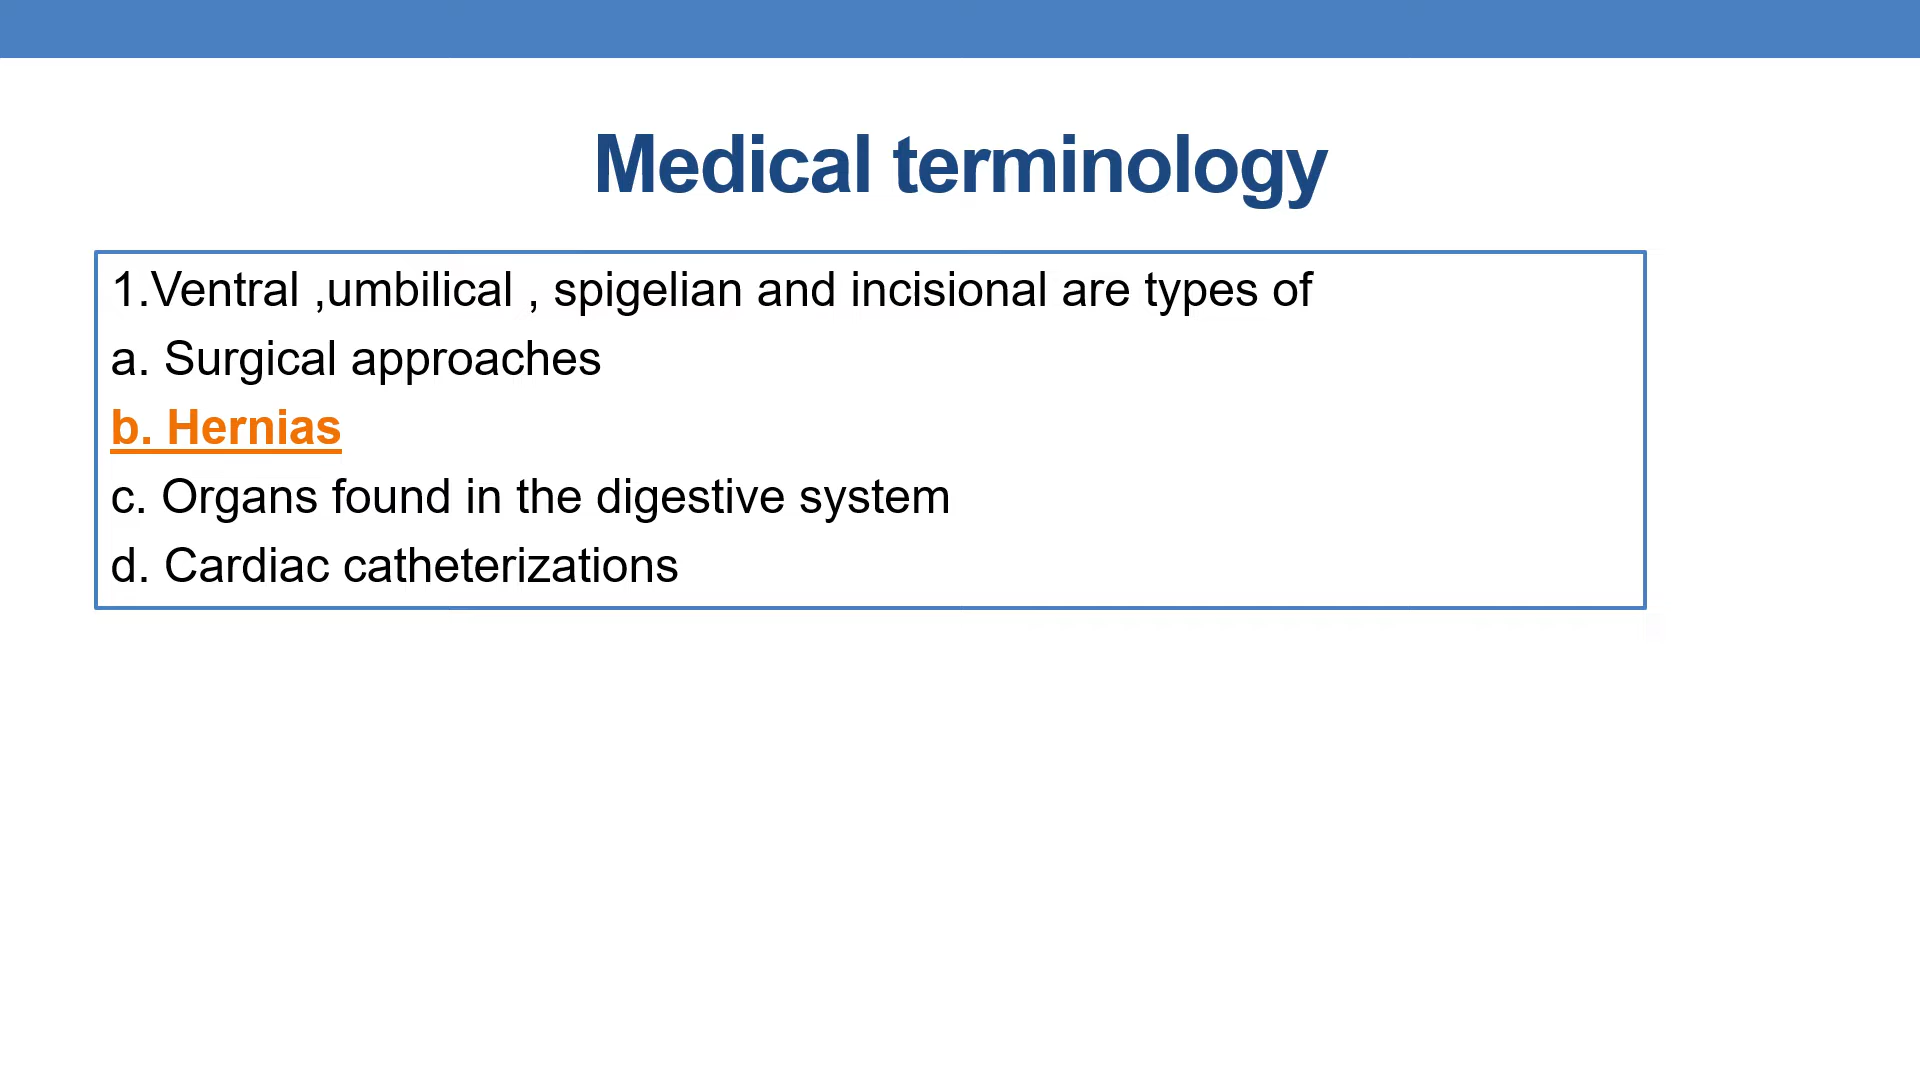 Medical terminology
1.Ventral ,umbilical , spigelian and incisional are types of
a. Surgical approaches
b. Hernias
c. Organs found in the digestive system
d. Cardiac catheterizations